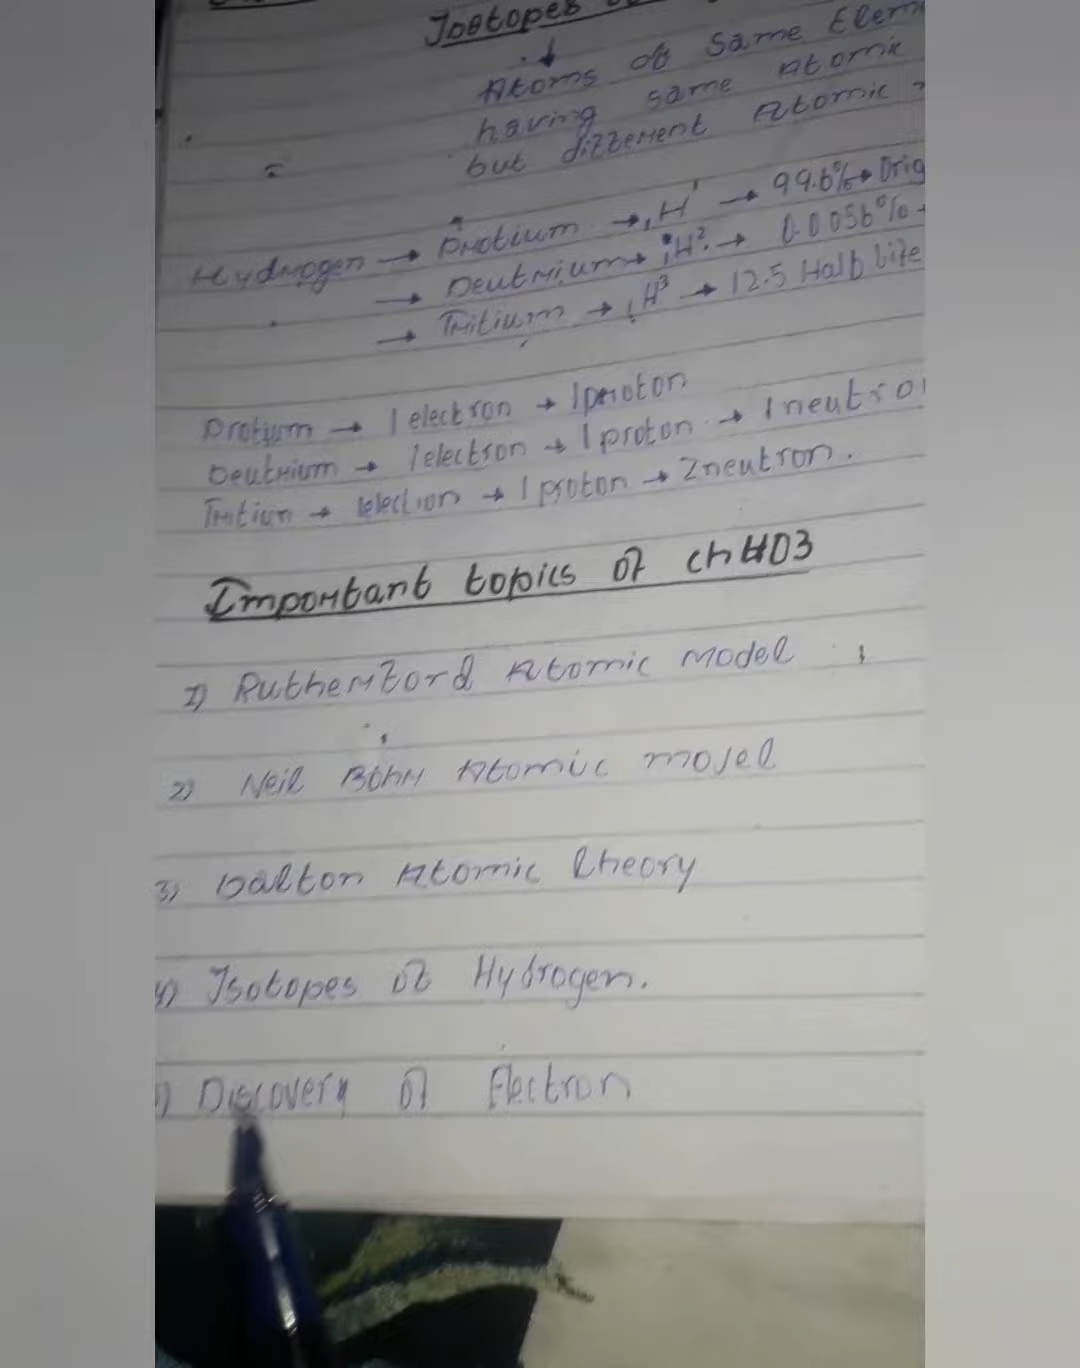 Isotopes
Atoms of Same Elem
having same Atomic
but different Atomic
Hydrogen → Protium → ₁H¹ → 99.6% → Orig
→ Deutrium → ₁H² → 0.0056% →
→ Tritium → ₁H³ → 12.5 Half life
Protium → 1 electron → 1 proton
Deutrium → 1 electron → 1 proton → 1 neutro
Tritium → 1 electron → 1 proton → 2 neutron.
Important topics of ch#03
1) Rutherford Atomic Model
2) Neil Bohr Atomic model
3) Dalton Atomic theory
4) Isotopes of Hydrogen.
) Discovery of Electron